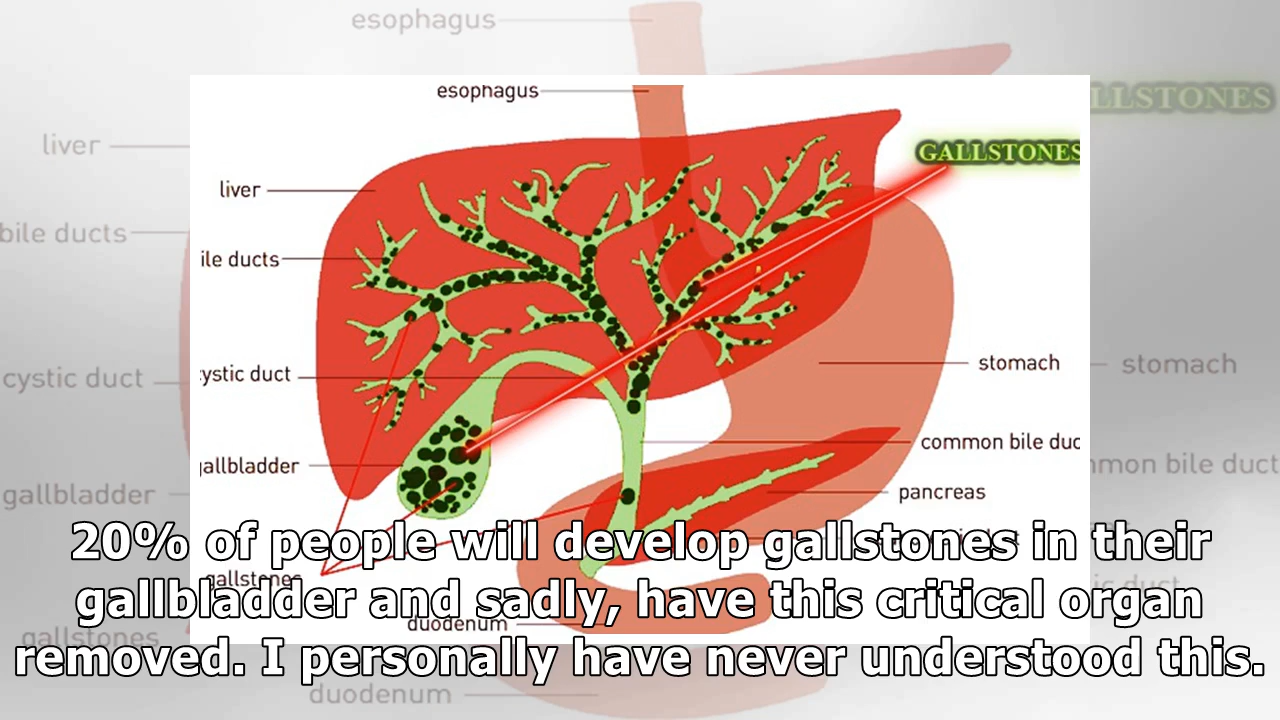 esophagus
esophagus
LLSTONES
GALLSTONES
liver
liver
bile ducts
ile ducts
stomach
stomach
cystic duct
ystic duct
common bile duc
mmon bile duct
allbladder
gallbladder
pancreas
20% of people will develop gallstones in their
gallstones
gallbladder and sadly, have this critical organ
duodenum
gallstones
removed. I personally have never understood this.
duodenum